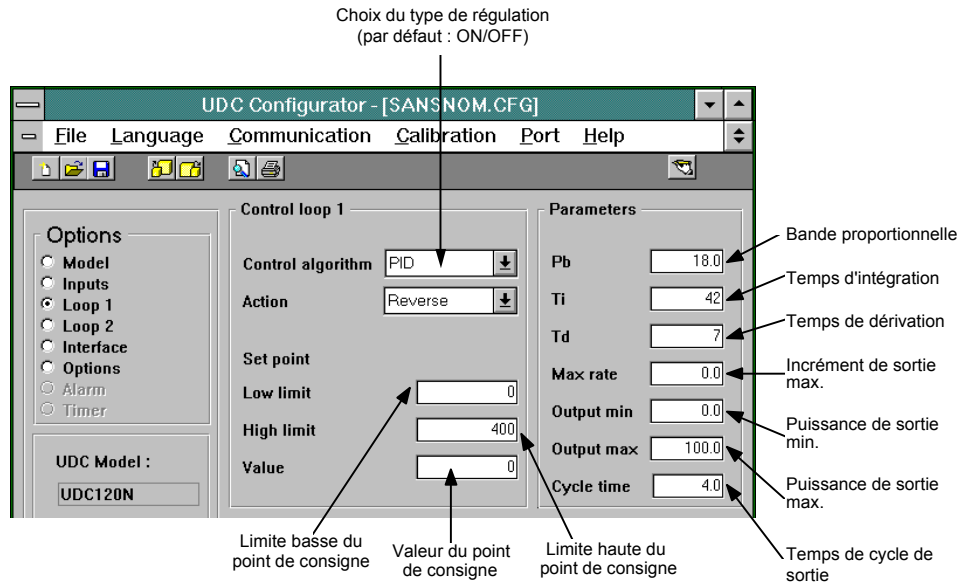 Choix du type de régulation
(par défaut : ON/OFF)
UDC Configurator - [SANSNOM.CFG]
File Language Communication Calibration Port Help
Options
Model
Inputs
Loop 1
Loop 2
Interface
Options
Alarm
Timer
UDC Model :
UDC120N
Control loop 1
Control algorithm PID
Action Reverse
Set point
Low limit 0
High limit 400
Value 0
Parameters
Pb 18.0
Ti 42
Td 7
Max rate 0.0
Output min 0.0
Output max 100.0
Cycle time 4.0
Bande proportionnelle
Temps d'intégration
Temps de dérivation
Incrément de sortie
max.
Puissance de sortie
min.
Puissance de sortie
max.
Temps de cycle de
sortie
Limite basse du
point de consigne
Valeur du point
de consigne
Limite haute du
point de consigne